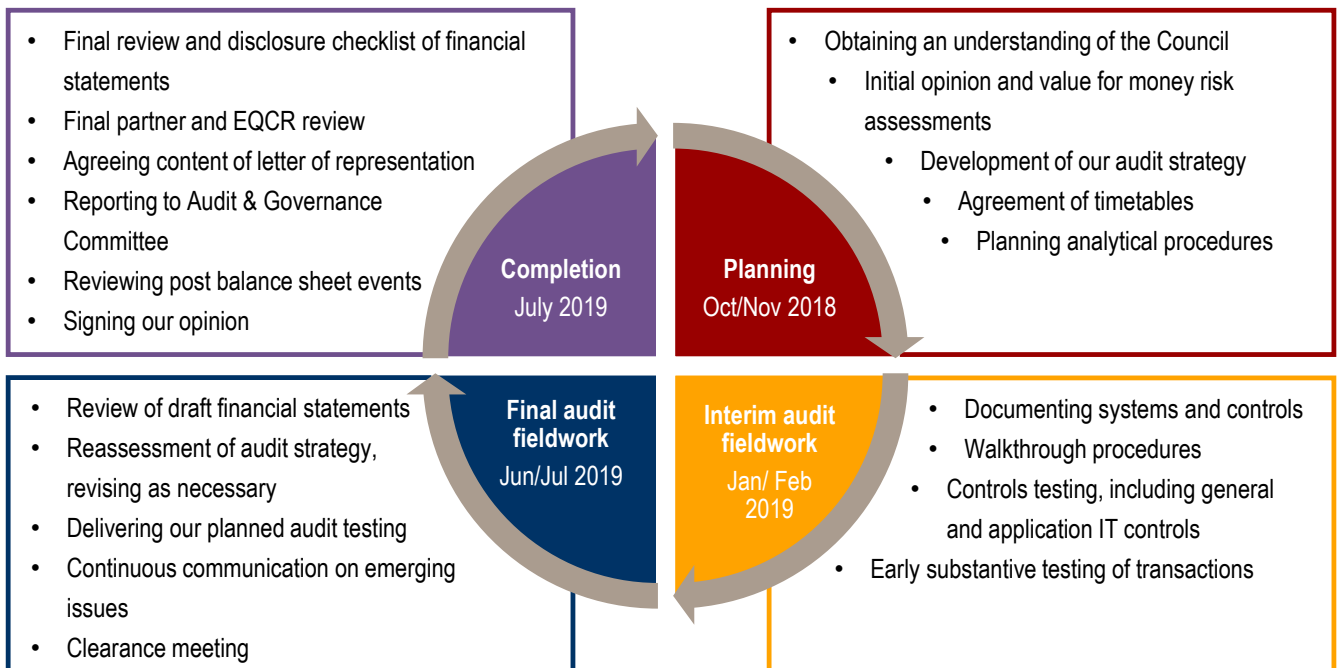 • Final review and disclosure checklist of financial
statements
• Final partner and EQCR review
• Agreeing content of letter of representation
• Reporting to Audit & Governance
Committee
• Reviewing post balance sheet events
• Signing our opinion
Completion
July 2019
Planning
Oct/Nov 2018
• Obtaining an understanding of the Council
• Initial opinion and value for money risk
assessments
• Development of our audit strategy
• Agreement of timetables
• Planning analytical procedures
• Review of draft financial statements
• Reassessment of audit strategy,
revising as necessary
• Delivering our planned audit testing
• Continuous communication on emerging
issues
• Clearance meeting
Final audit
fieldwork
Jun/Jul 2019
Interim audit
fieldwork
Jan/ Feb
2019
• Documenting systems and controls
• Walkthrough procedures
• Controls testing, including general
and application IT controls
• Early substantive testing of transactions